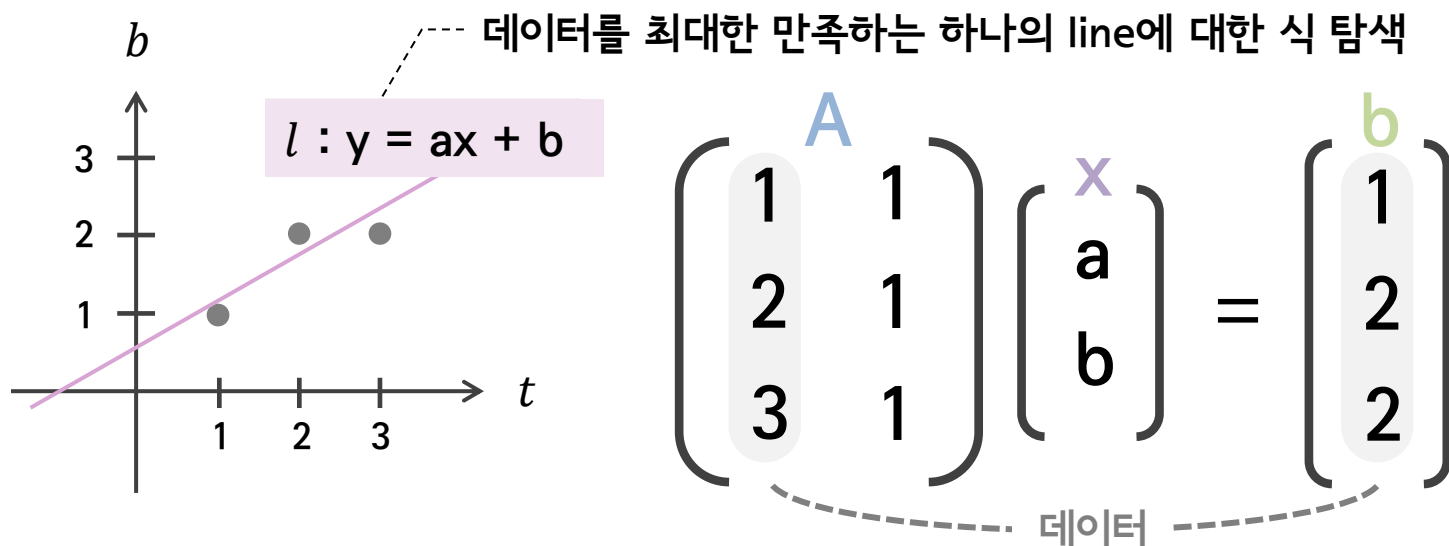 데이터를 최대한 만족하는 하나의 line에 대한 식 탐색
b
l : y = ax + b
3
2
1
1 2 3
t
A
1 1
2 1
3 1
x
a
b
=
b
1
2
2
데이터